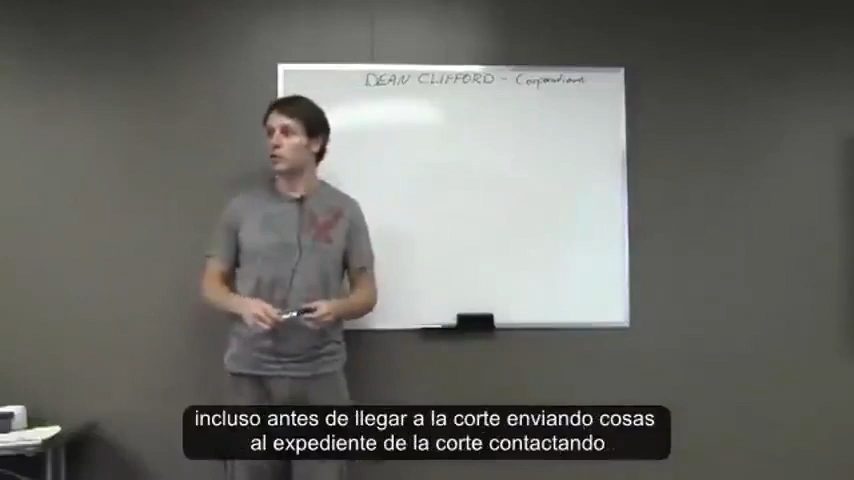 DEAN CLIFFORD - Corporations
incluso antes de llegar a la corte enviando cosas
al expediente de la corte contactando